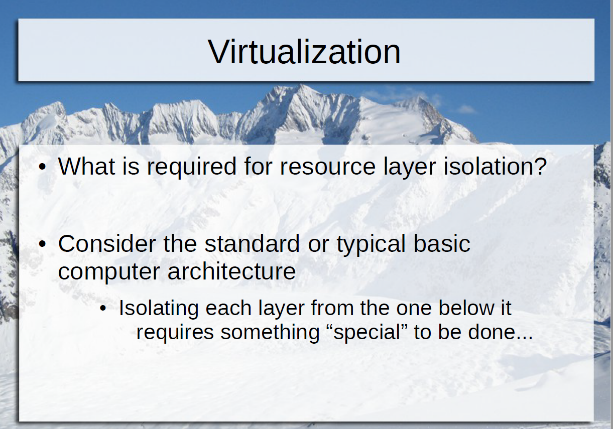 Virtualization
• What is required for resource layer isolation?
• Consider the standard or typical basic
computer architecture
• Isolating each layer from the one below it
requires something “special” to be done...